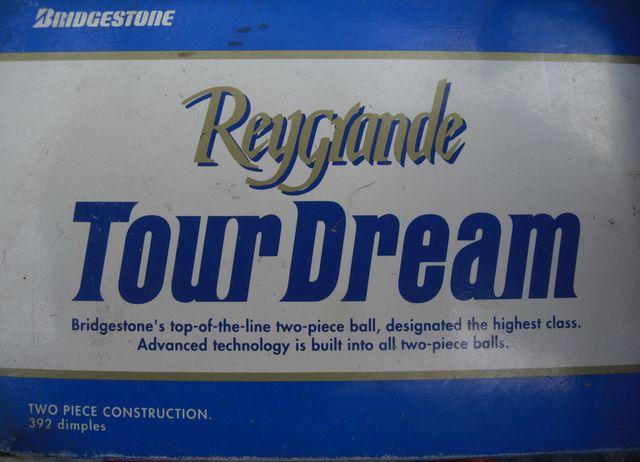 BRIDGESTONE
Reygrande
Tour Dream
Bridgestone's top-of-the-line two-piece ball, designated the highest class.
Advanced technology is built into all two-piece balls.
TWO PIECE CONSTRUCTION.
392 dimples